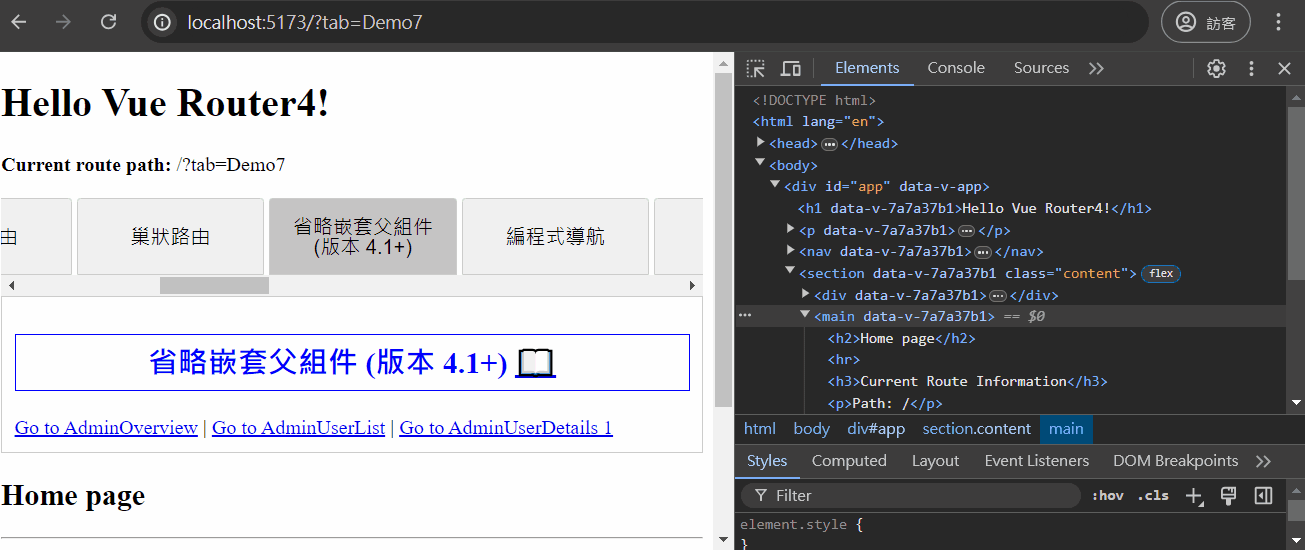 localhost:5173/?tab=Demo7
訪客
Hello Vue Router4!
Current route path: /?tab=Demo7
由
巢狀路由
省略嵌套父組件
(版本 4.1+)
編程式導航
省略嵌套父組件 (版本 4.1+) 📖
Go to AdminOverview | Go to AdminUserList | Go to AdminUserDetails 1
Home page
Elements Console Sources
<!DOCTYPE html>
<html lang="en">
<head> ••• </head>
<body>
<div id="app" data-v-app>
<h1 data-v-7a7a37b1>Hello Vue Router4!</h1>
<p data-v-7a7a37b1> ••• </p>
<nav data-v-7a7a37b1> ••• </nav>
<section data-v-7a7a37b1 class="content"> flex
<div data-v-7a7a37b1> ••• </div>
••• <main data-v-7a7a37b1> == $0
<h2>Home page</h2>
<hr>
<h3>Current Route Information</h3>
<p>Path: /</p>
html body div#app section.content main
Styles Computed Layout Event Listeners DOM Breakpoints
Filter :hov .cls
element.style {
}